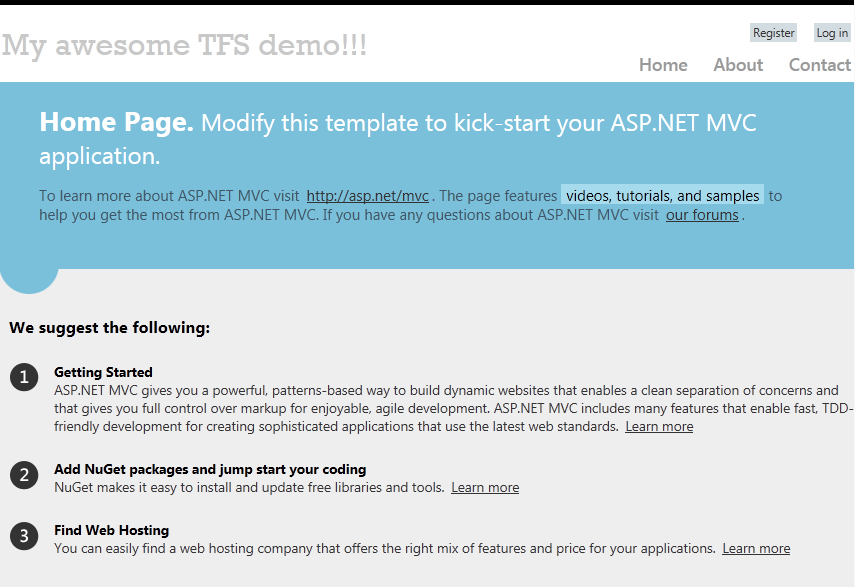 My awesome TFS demo!!!
Register
Log in
Home
About
Contact
Home Page. Modify this template to kick-start your ASP.NET MVC
application.
To learn more about ASP.NET MVC visit http://asp.net/mvc. The page features videos, tutorials, and samples to
help you get the most from ASP.NET MVC. If you have any questions about ASP.NET MVC visit our forums.
We suggest the following:
1
Getting Started
ASP.NET MVC gives you a powerful, patterns-based way to build dynamic websites that enables a clean separation of concerns and
that gives you full control over markup for enjoyable, agile development. ASP.NET MVC includes many features that enable fast, TDD-
friendly development for creating sophisticated applications that use the latest web standards. Learn more
2
Add NuGet packages and jump start your coding
NuGet makes it easy to install and update free libraries and tools. Learn more
3
Find Web Hosting
You can easily find a web hosting company that offers the right mix of features and price for your applications. Learn more